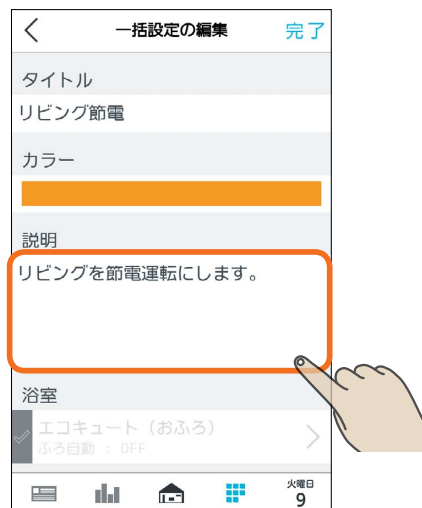 一括設定の編集 完了
タイトル
リビング節電
カラー
説明
リビングを節電運転にします。
浴室
エコキュート（おふろ）
ふろ自動 : OFF
火曜日
9